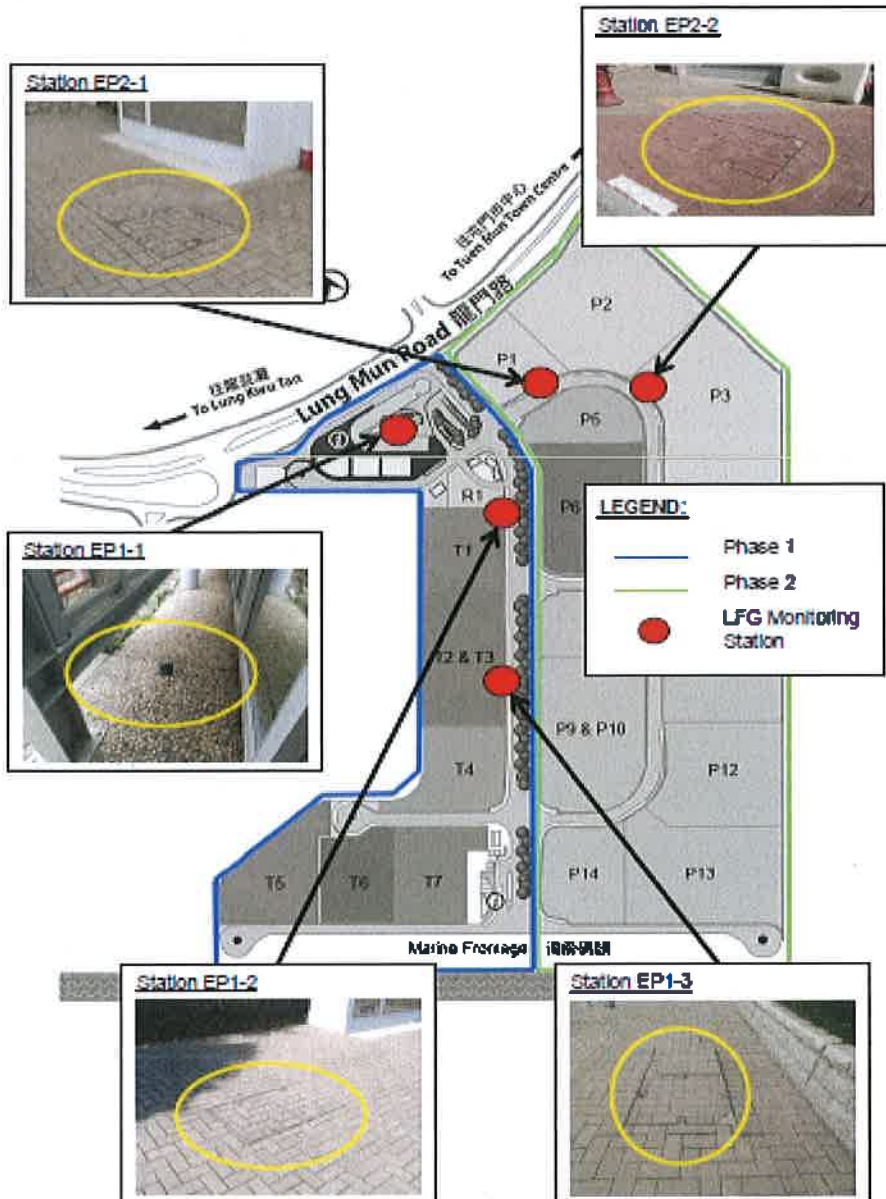 Station EP2-2
Station EP2-1
往屯門市中心
To Tuen Mun Town Centre
Lung Mun Road 龍門路
To Lung Kwu Tan
P2
P1
P3
P6
R1
P6
T1
LEGEND:
Phase 1
Phase 2
LFG Monitoring
Station
Station EP1-1
T2 & T3
P9 & P10
T4
P12
T5
T6
T7
P14
P13
Marine Frontage
Station EP1-2
Station EP1-3